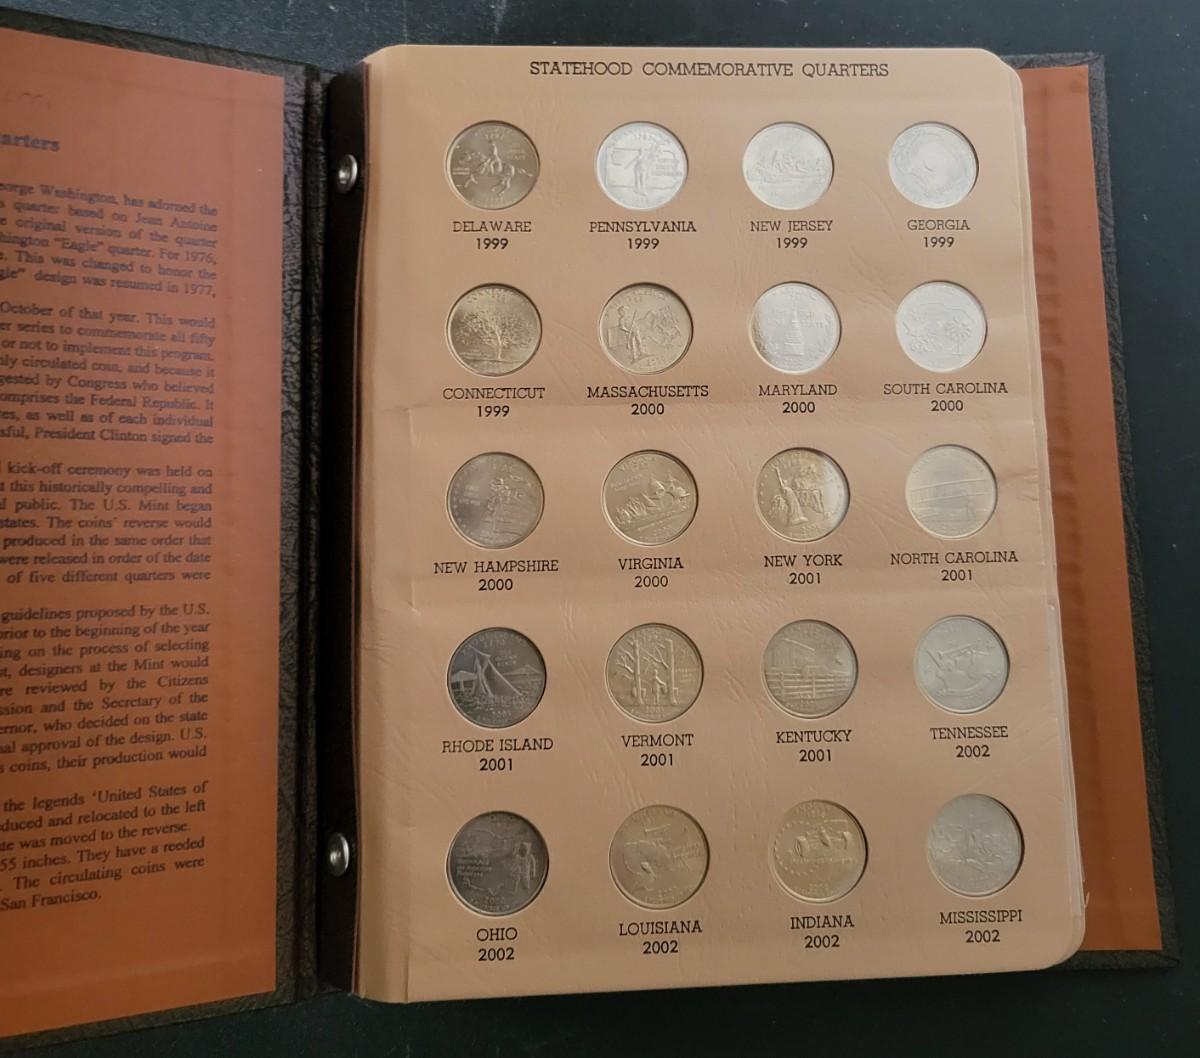 arters
eorge Washington, has adorned the
quarter based on Jean Antoine
original version of the quarter
hington "Eagle" quarter. For 1976,
. This was changed to honor the
gle" design was resumed in 1977,
October of that year. This would
er series to commemorate all fifty
or not to implement this program.
nly circulated coin, and because it
gested by Congress who believed
omprises the Federal Republic. It
tes, as well as of each individual
sful, President Clinton signed the
kick-off ceremony was held on
t this historically compelling and
al public. The U.S. Mint began
states. The coins' reverse would
produced in the same order that
were released in order of the date
of five different quarters were
guidelines proposed by the U.S.
prior to the beginning of the year
ing on the process of selecting
st, designers at the Mint would
re reviewed by the Citizens
ssion and the Secretary of the
ernor, who decided on the state
al approval of the design. U.S.
s coins, their production would
the legends 'United States of
duced and relocated to the left
te was moved to the reverse.
55 inches. They have a reeded
. The circulating coins were
San Francisco.
STATEHOOD COMMEMORATIVE QUARTERS
DELAWARE
1999
PENNSYLVANIA
1999
NEW JERSEY
1999
GEORGIA
1999
CONNECTICUT
1999
MASSACHUSETTS
2000
MARYLAND
2000
SOUTH CAROLINA
2000
NEW HAMPSHIRE
2000
VIRGINIA
2000
NEW YORK
2001
NORTH CAROLINA
2001
RHODE ISLAND
2001
VERMONT
2001
KENTUCKY
2001
TENNESSEE
2002
OHIO
2002
LOUISIANA
2002
INDIANA
2002
MISSISSIPPI
2002